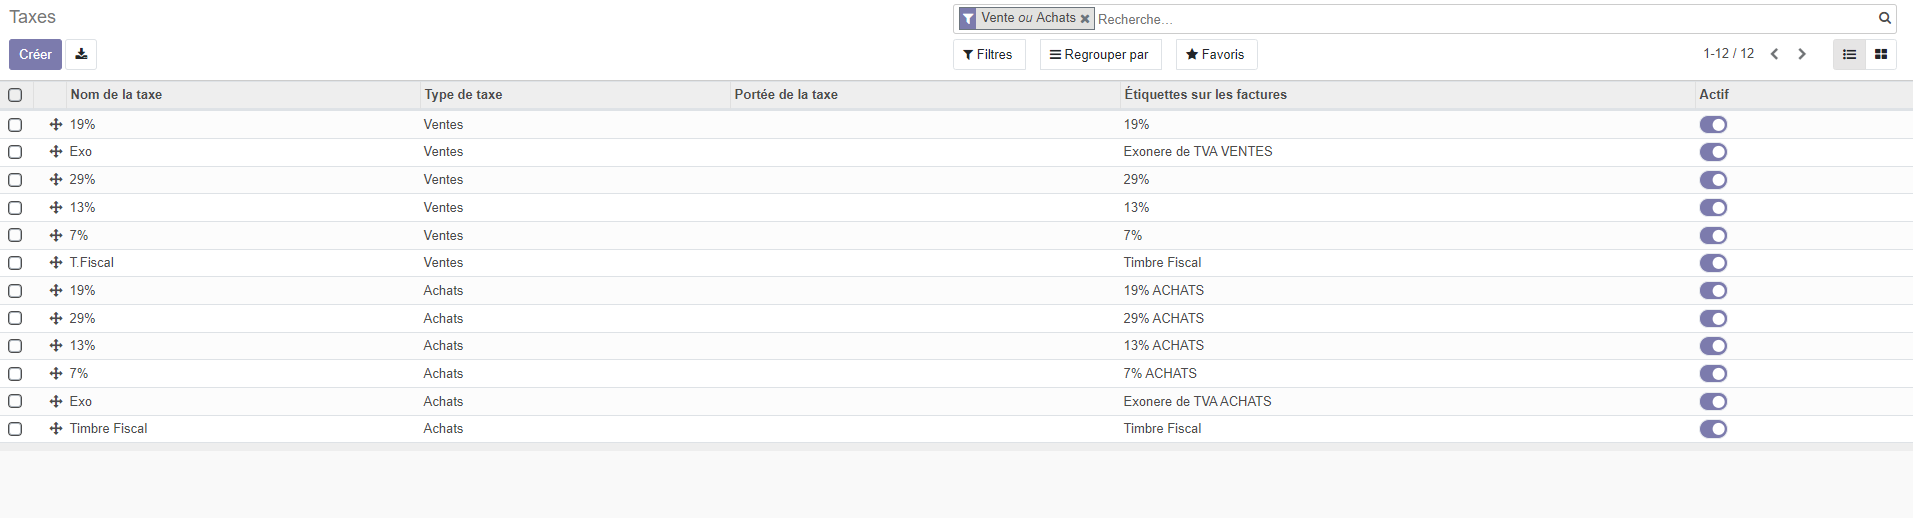 Taxes
Vente ou Achats Recherche...
Créer
Filtres Regrouper par Favoris 1-12 / 12
Nom de la taxe Type de taxe Portée de la taxe Étiquettes sur les factures Actif
19% Ventes 19%
Exo Ventes Exonere de TVA VENTES
29% Ventes 29%
13% Ventes 13%
7% Ventes 7%
T.Fiscal Ventes Timbre Fiscal
19% Achats 19% ACHATS
29% Achats 29% ACHATS
13% Achats 13% ACHATS
7% Achats 7% ACHATS
Exo Achats Exonere de TVA ACHATS
Timbre Fiscal Achats Timbre Fiscal